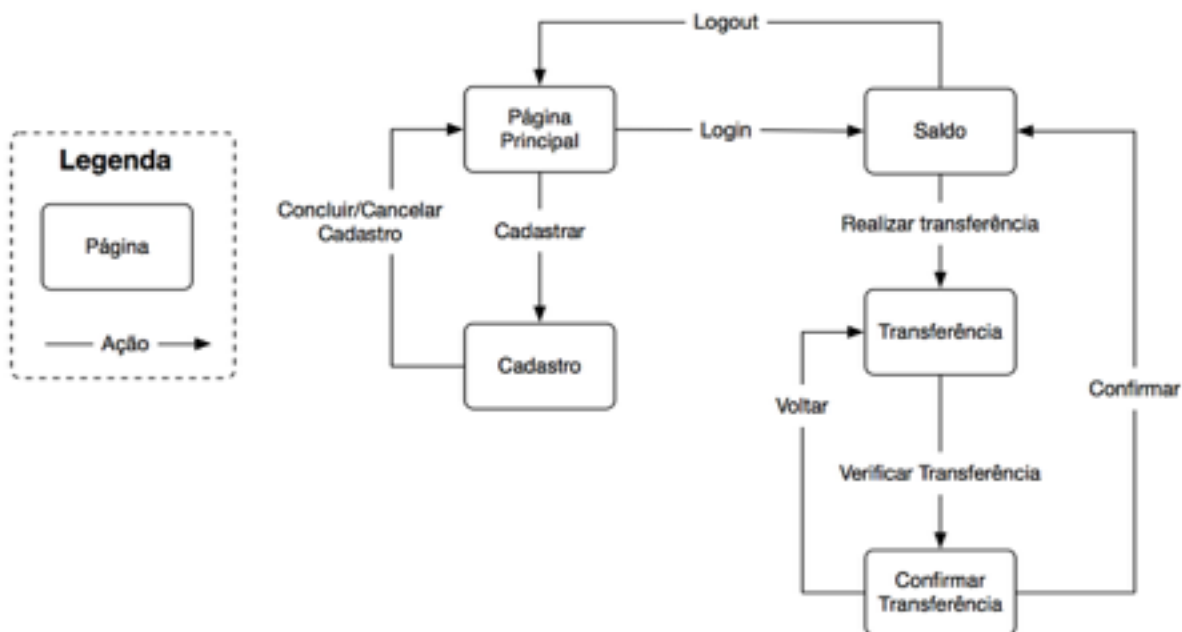 Logout
Legenda
Página
Ação
Página
Principal
Login
Saldo
Concluir/Cancelar
Cadastro
Cadastrar
Realizar transferência
Cadastro
Transferência
Voltar
Confirmar
Verificar Transferência
Confirmar
Transferência